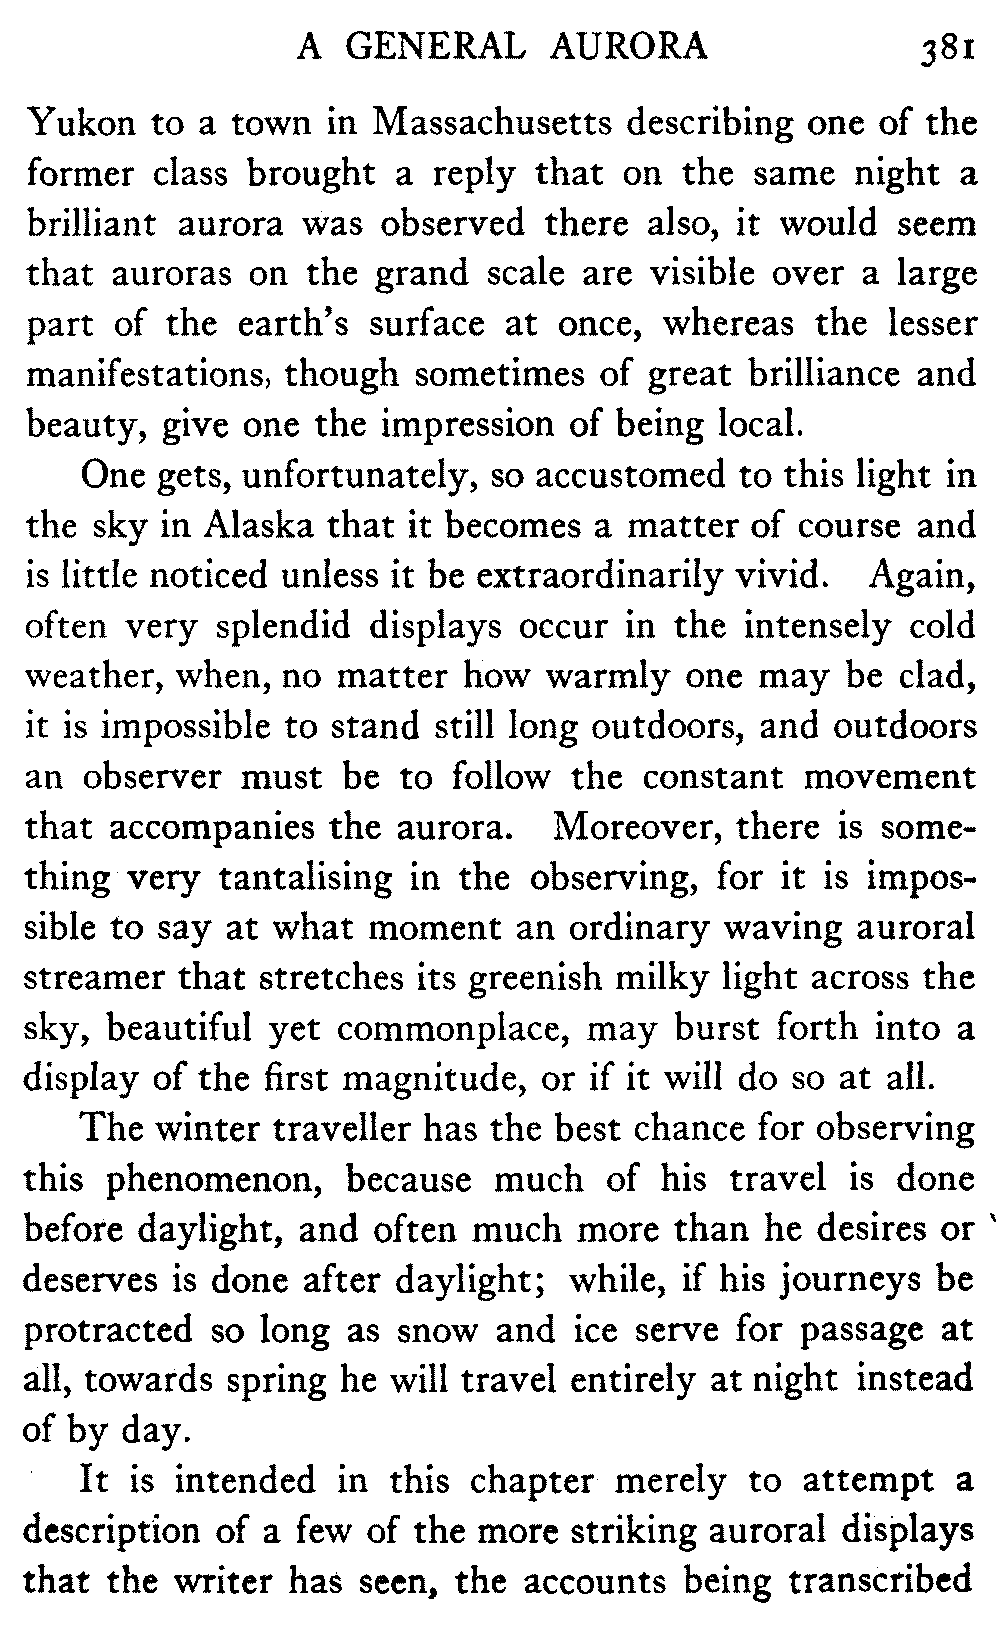 A GENERAL AURORA 381
Yukon to a town in Massachusetts describing one of the
former class brought a reply that on the same night a
brilliant aurora was observed there also, it would seem
that auroras on the grand scale are visible over a large
part of the earth's surface at once, whereas the lesser
manifestations, though sometimes of great brilliance and
beauty, give one the impression of being local.
One gets, unfortunately, so accustomed to this light in
the sky in Alaska that it becomes a matter of course and
is little noticed unless it be extraordinarily vivid. Again,
often very splendid displays occur in the intensely cold
weather, when, no matter how warmly one may be clad,
it is impossible to stand still long outdoors, and outdoors
an observer must be to follow the constant movement
that accompanies the aurora. Moreover, there is some-
thing very tantalising in the observing, for it is impos-
sible to say at what moment an ordinary waving auroral
streamer that stretches its greenish milky light across the
sky, beautiful yet commonplace, may burst forth into a
display of the first magnitude, or if it will do so at all.
The winter traveller has the best chance for observing
this phenomenon, because much of his travel is done
before daylight, and often much more than he desires or
deserves is done after daylight; while, if his journeys be
protracted so long as snow and ice serve for passage at
all, towards spring he will travel entirely at night instead
of by day.
It is intended in this chapter merely to attempt a
description of a few of the more striking auroral displays
that the writer has seen, the accounts being transcribed